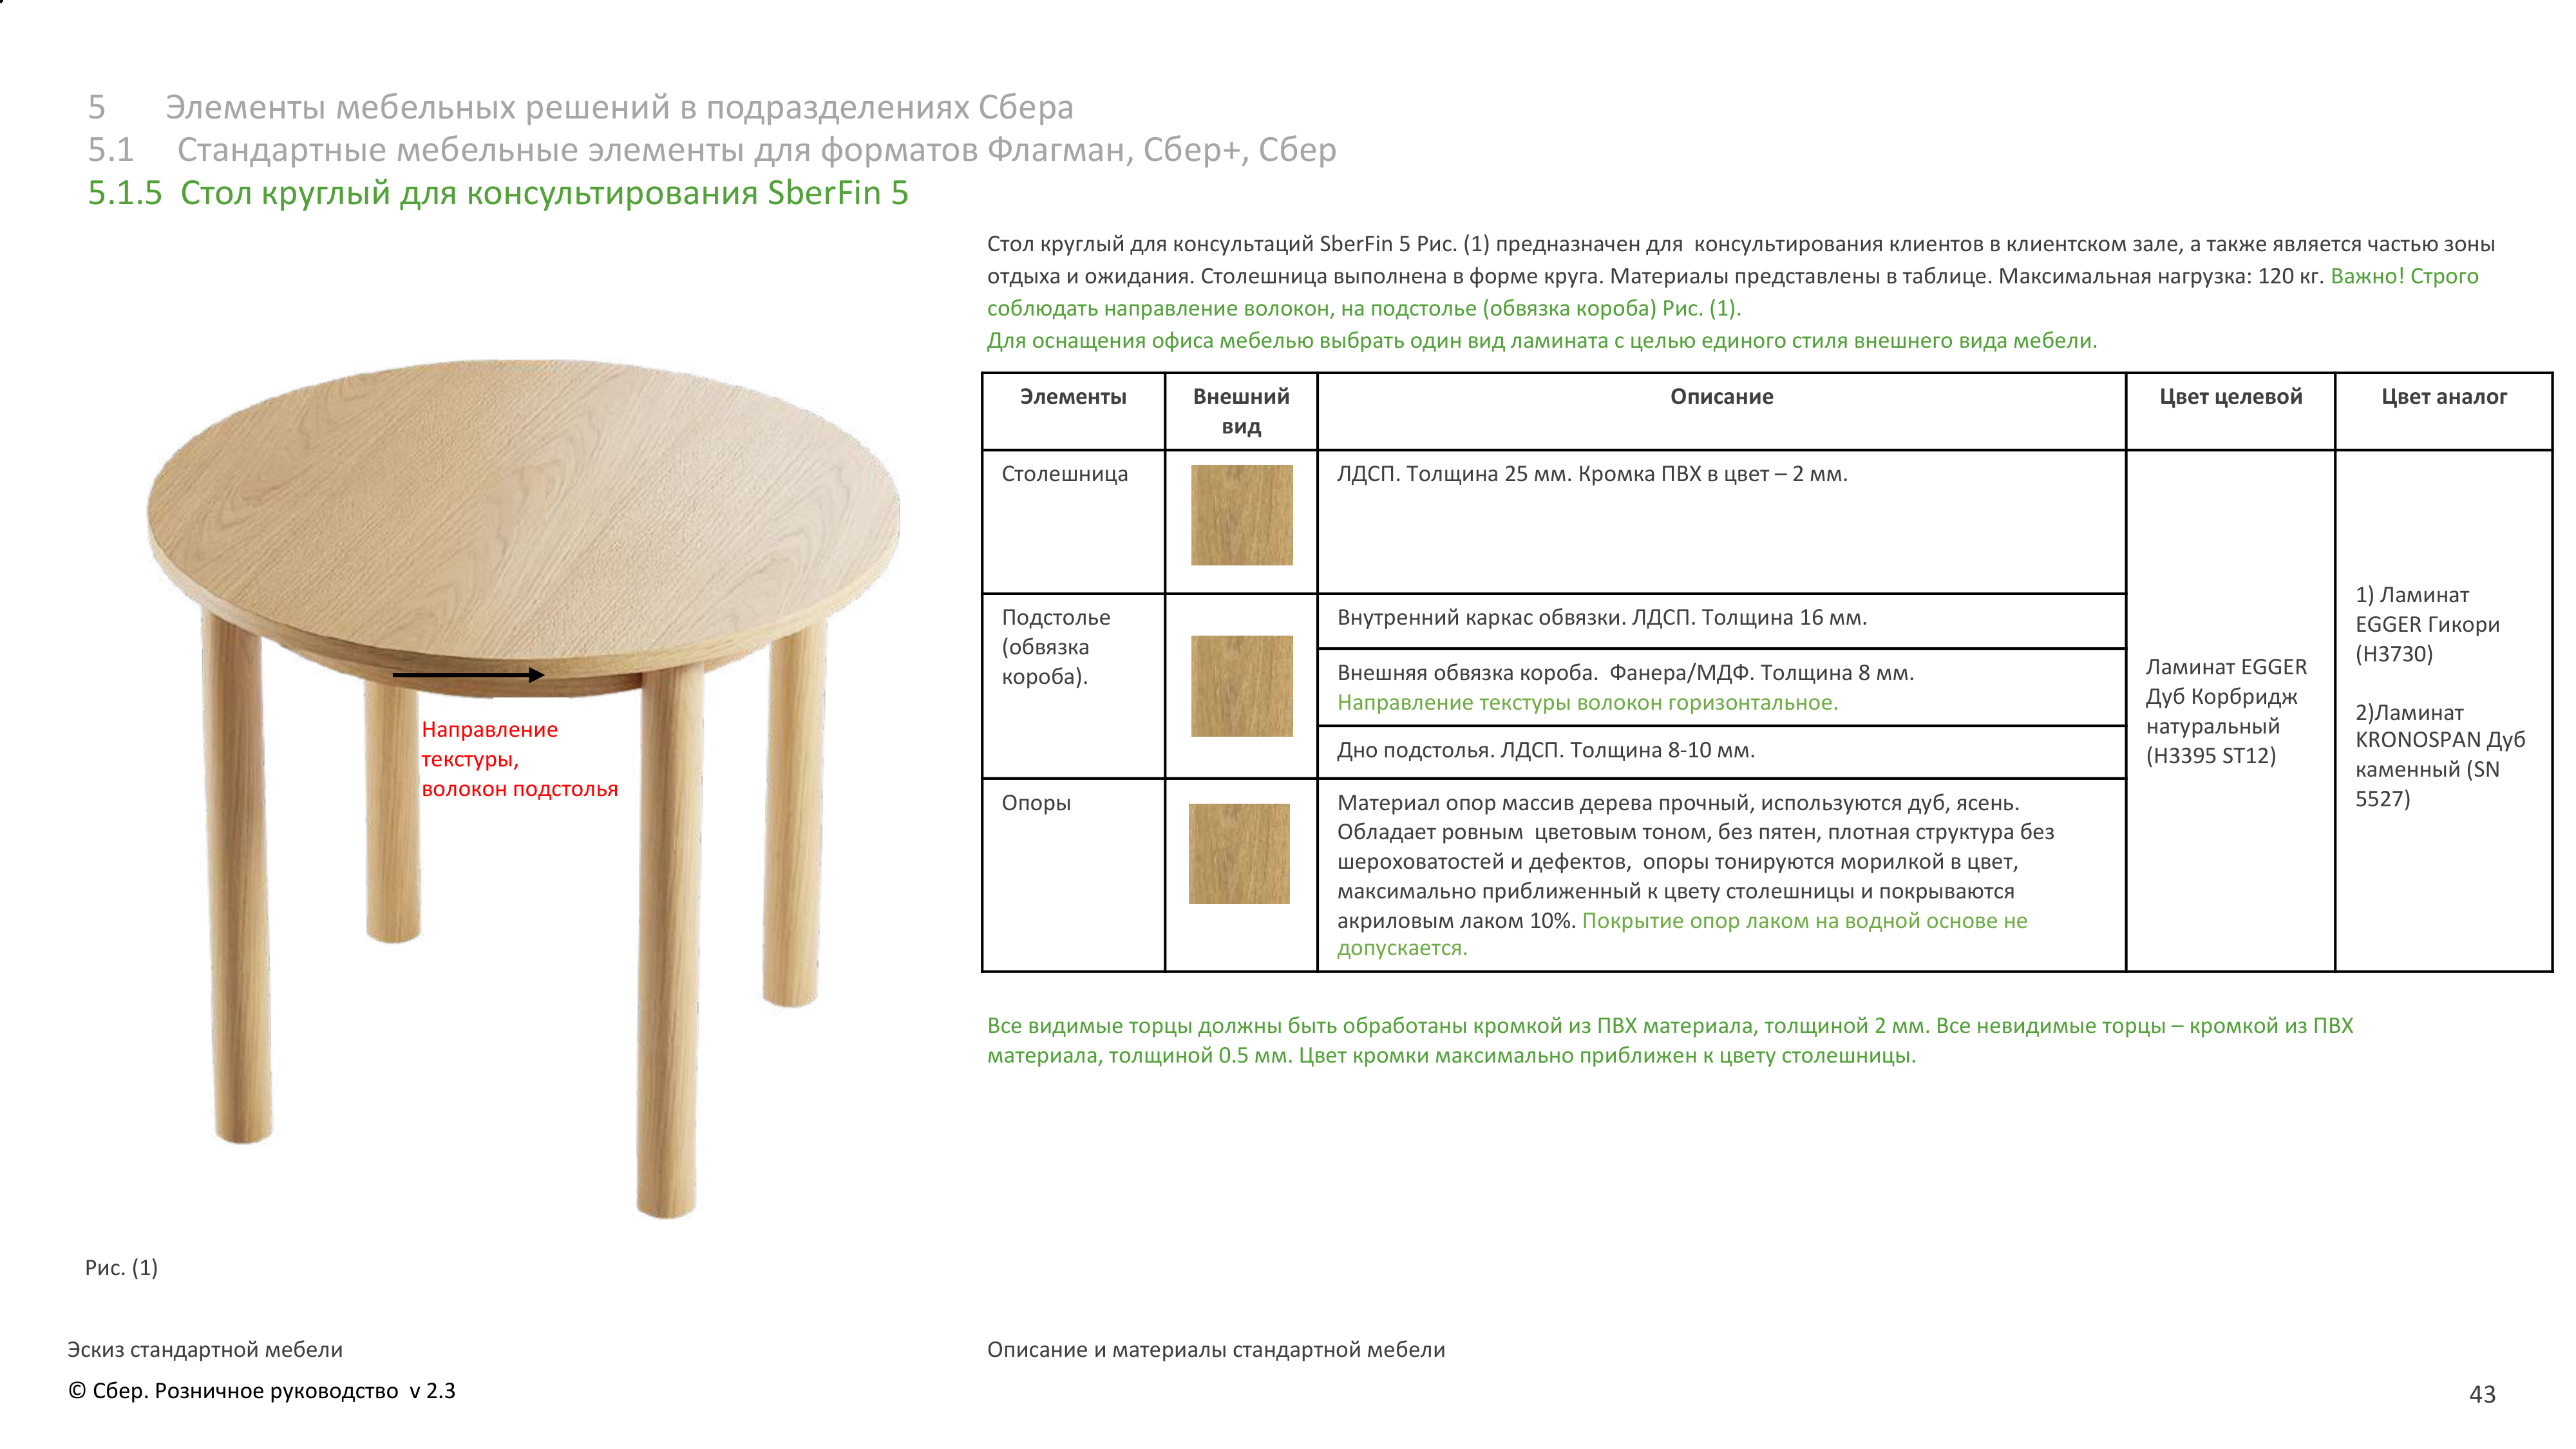 5 Элементы мебельных решений в подразделениях Сбера
5.1 Стандартные мебельные элементы для форматов Флагман, Сбер+, Сбер
5.1.5 Стол круглый для консультирования SberFin 5
Стол круглый для консультаций SberFin 5 Рис. (1) предназначен для консультирования клиентов в клиентском зале, а также является частью зоны
отдыха и ожидания. Столешница выполнена в форме круга. Материалы представлены в таблице. Максимальная нагрузка: 120 кг. Важно! Строго
соблюдать направление волокон, на подстолье (обвязка короба) Рис. (1).
Для оснащения офиса мебелью выбрать один вид ламината с целью единого стиля внешнего вида мебели.
Элементы
Внешний
вид
Описание
Цвет целевой
Цвет аналог
Столешница
ЛДСП. Толщина 25 мм. Кромка ПВХ в цвет – 2 мм.
Подстолье
(обвязка
короба).
Внутренний каркас обвязки. ЛДСП. Толщина 16 мм.
Внешняя обвязка короба. Фанера/МДФ. Толщина 8 мм.
Направление текстуры волокон горизонтальное.
Дно подстолья. ЛДСП. Толщина 8-10 мм.
Опоры
Материал опор массив дерева прочный, используются дуб, ясень.
Обладает ровным цветовым тоном, без пятен, плотная структура без
шероховатостей и дефектов, опоры тонируются морилкой в цвет,
максимально приближенный к цвету столешницы и покрываются
акриловым лаком 10%. Покрытие опор лаком на водной основе не
допускается.
Ламинат EGGER
Дуб Корбридж
натуральный
(H3395 ST12)
1) Ламинат
EGGER Гикори
(H3730)
2)Ламинат
KRONOSPAN Дуб
каменный (SN
5527)
Направление
текстуры,
волокон подстолья
Все видимые торцы должны быть обработаны кромкой из ПВХ материала, толщиной 2 мм. Все невидимые торцы – кромкой из ПВХ
материала, толщиной 0.5 мм. Цвет кромки максимально приближен к цвету столешницы.
Рис. (1)
Эскиз стандартной мебели
Описание и материалы стандартной мебели
© Сбер. Розничное руководство v 2.3
43